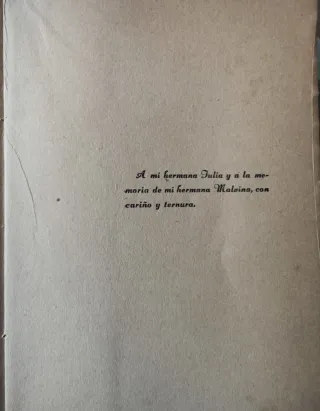 A mi hermana Julia y a la me-
moria de mi hermana Malvina, con
cariño y ternura.